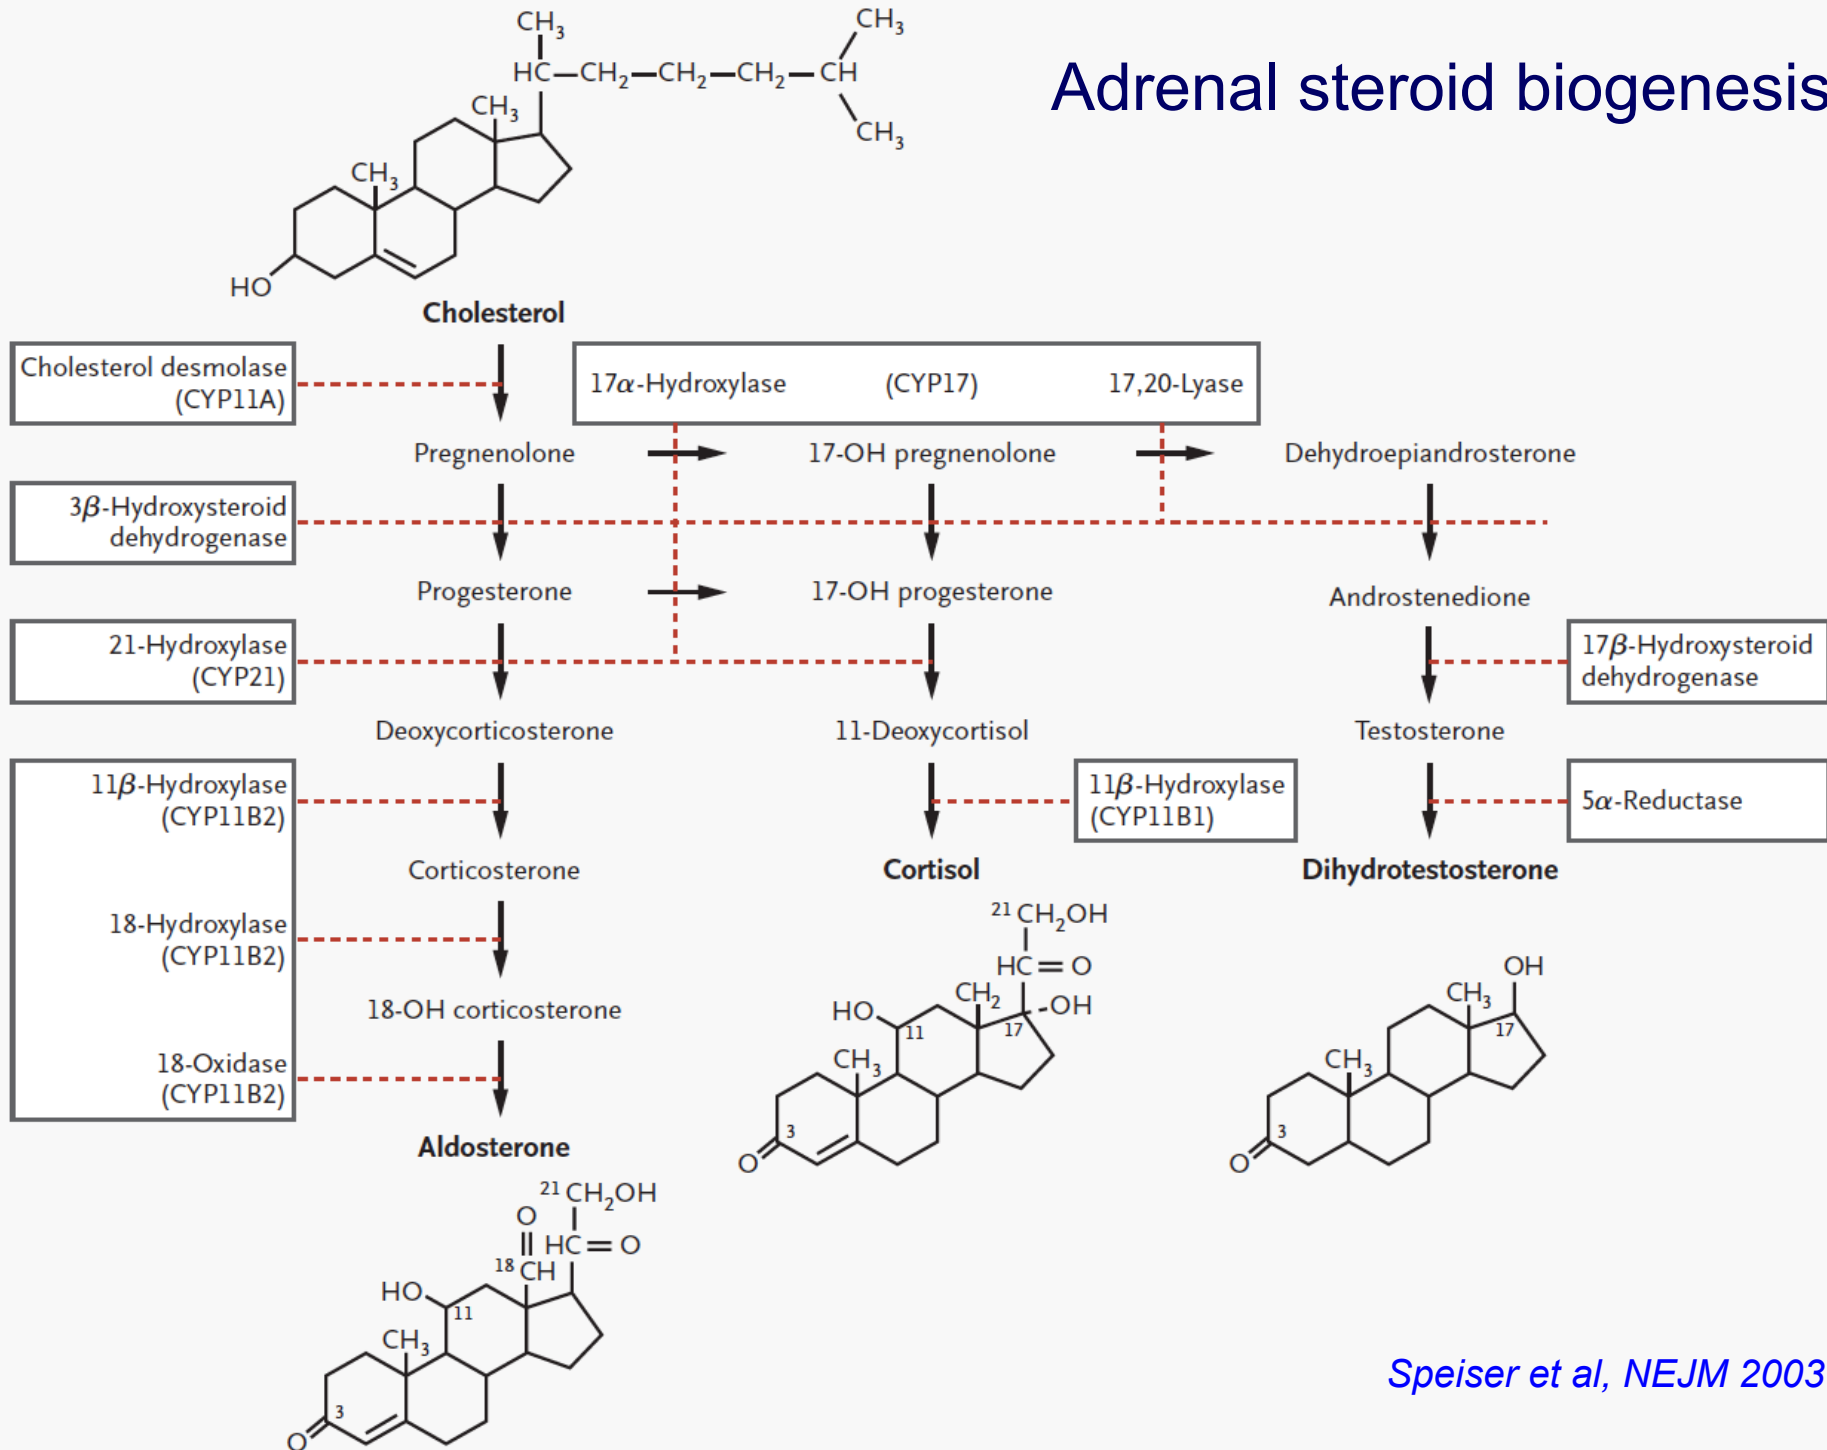 Adrenal steroid biogenesis
CH3
CH3
HC—CH2—CH2—CH2—CH
CH3
CH3
CH3
HO
Cholesterol
Cholesterol desmolase
(CYP11A)
17α-Hydroxylase (CYP17) 17,20-Lyase
Pregnenolone 17-OH pregnenolone Dehydroepiandrosterone
3β-Hydroxysteroid
dehydrogenase
Progesterone 17-OH progesterone Androstenedione
21-Hydroxylase
(CYP21)
17β-Hydroxysteroid
dehydrogenase
Deoxycorticosterone 11-Deoxycortisol Testosterone
11β-Hydroxylase
(CYP11B2)
11β-Hydroxylase
(CYP11B1)
5α-Reductase
Corticosterone Cortisol Dihydrotestosterone
18-Hydroxylase
(CYP11B2)
18-OH corticosterone
18-Oxidase
(CYP11B2)
Aldosterone
21 CH2OH
HC=O
CH2
HO
OH
11
17
CH3
3
O
OH
CH3
17
CH3
3
O
21 CH2OH
O
HC=O
18 CH
HO
11
CH3
3
O
Speiser et al, NEJM 2003